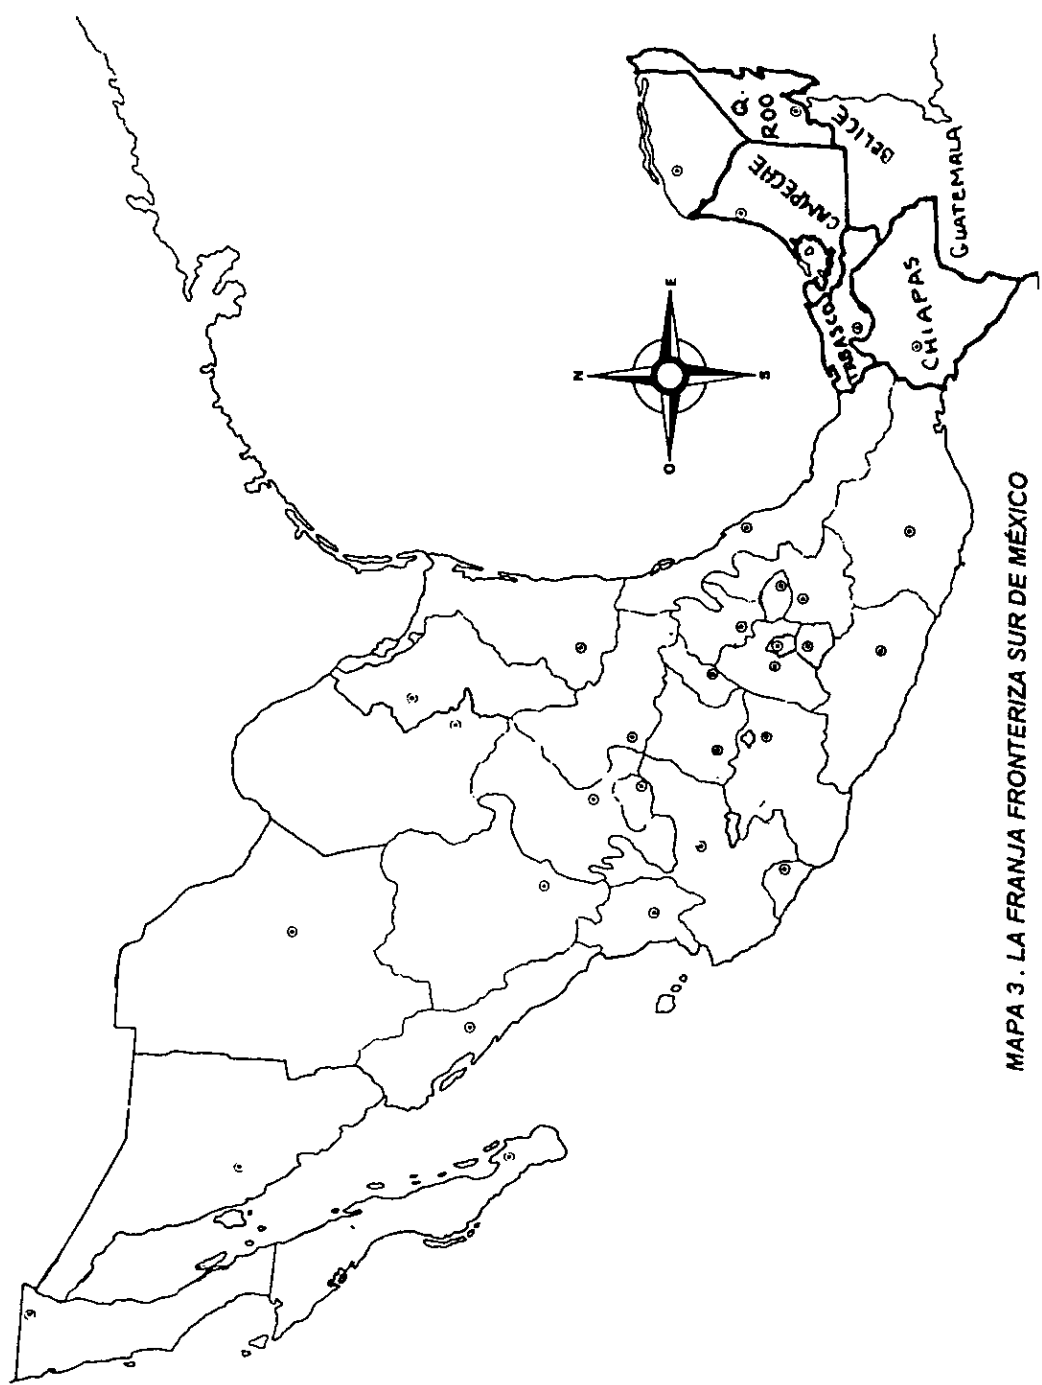 N
O
E
S
Q.
ROO
CAMPECHE
BELICE
TABASCO
CHIAPAS
GUATEMALA
MAPA 3 . LA FRANJA FRONTERIZA SUR DE MÉXICO